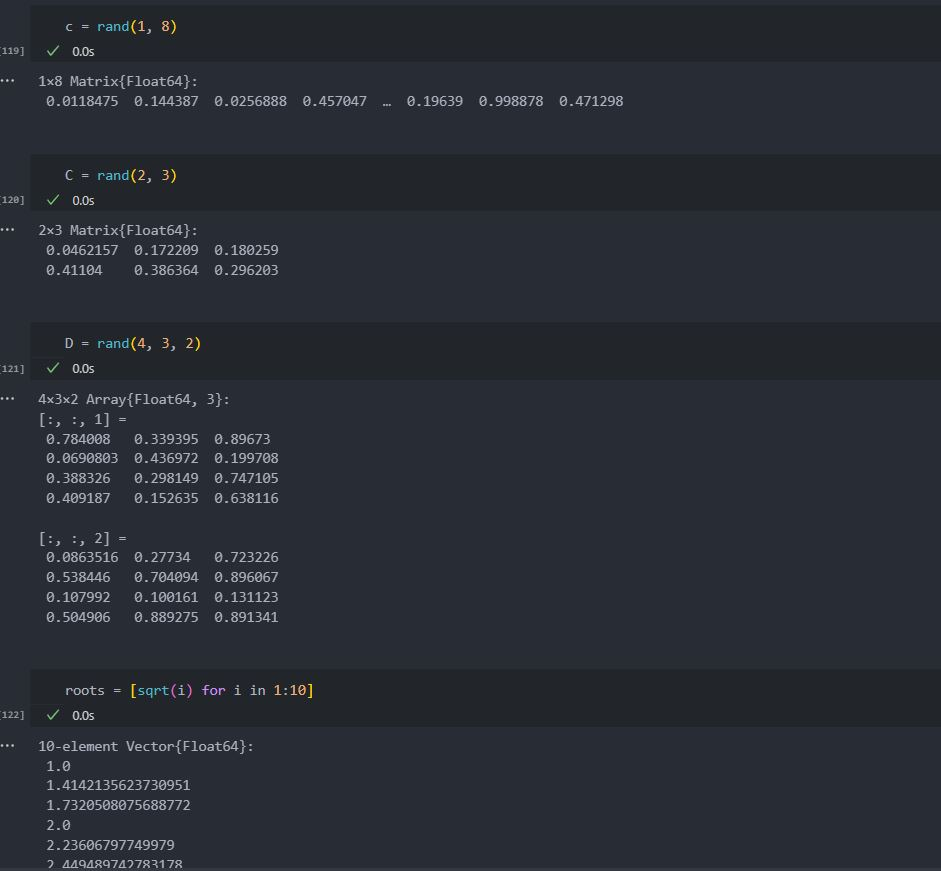 c = rand(1, 8)
[119] ✓ 0.0s
... 1×8 Matrix{Float64}:
0.0118475 0.144387 0.0256888 0.457047 … 0.19639 0.998878 0.471298
C = rand(2, 3)
[120] ✓ 0.0s
... 2×3 Matrix{Float64}:
0.0462157 0.172209 0.180259
0.41104 0.386364 0.296203
D = rand(4, 3, 2)
[121] ✓ 0.0s
... 4×3×2 Array{Float64, 3}:
[:, :, 1] =
0.784008 0.339395 0.89673
0.0690803 0.436972 0.199708
0.388326 0.298149 0.747105
0.409187 0.152635 0.638116
[:, :, 2] =
0.0863516 0.27734 0.723226
0.538446 0.704094 0.896067
0.107992 0.100161 0.131123
0.504906 0.889275 0.891341
roots = [sqrt(i) for i in 1:10]
[122] ✓ 0.0s
... 10-element Vector{Float64}:
1.0
1.4142135623730951
1.7320508075688772
2.0
2.23606797749979
2.449489742783178